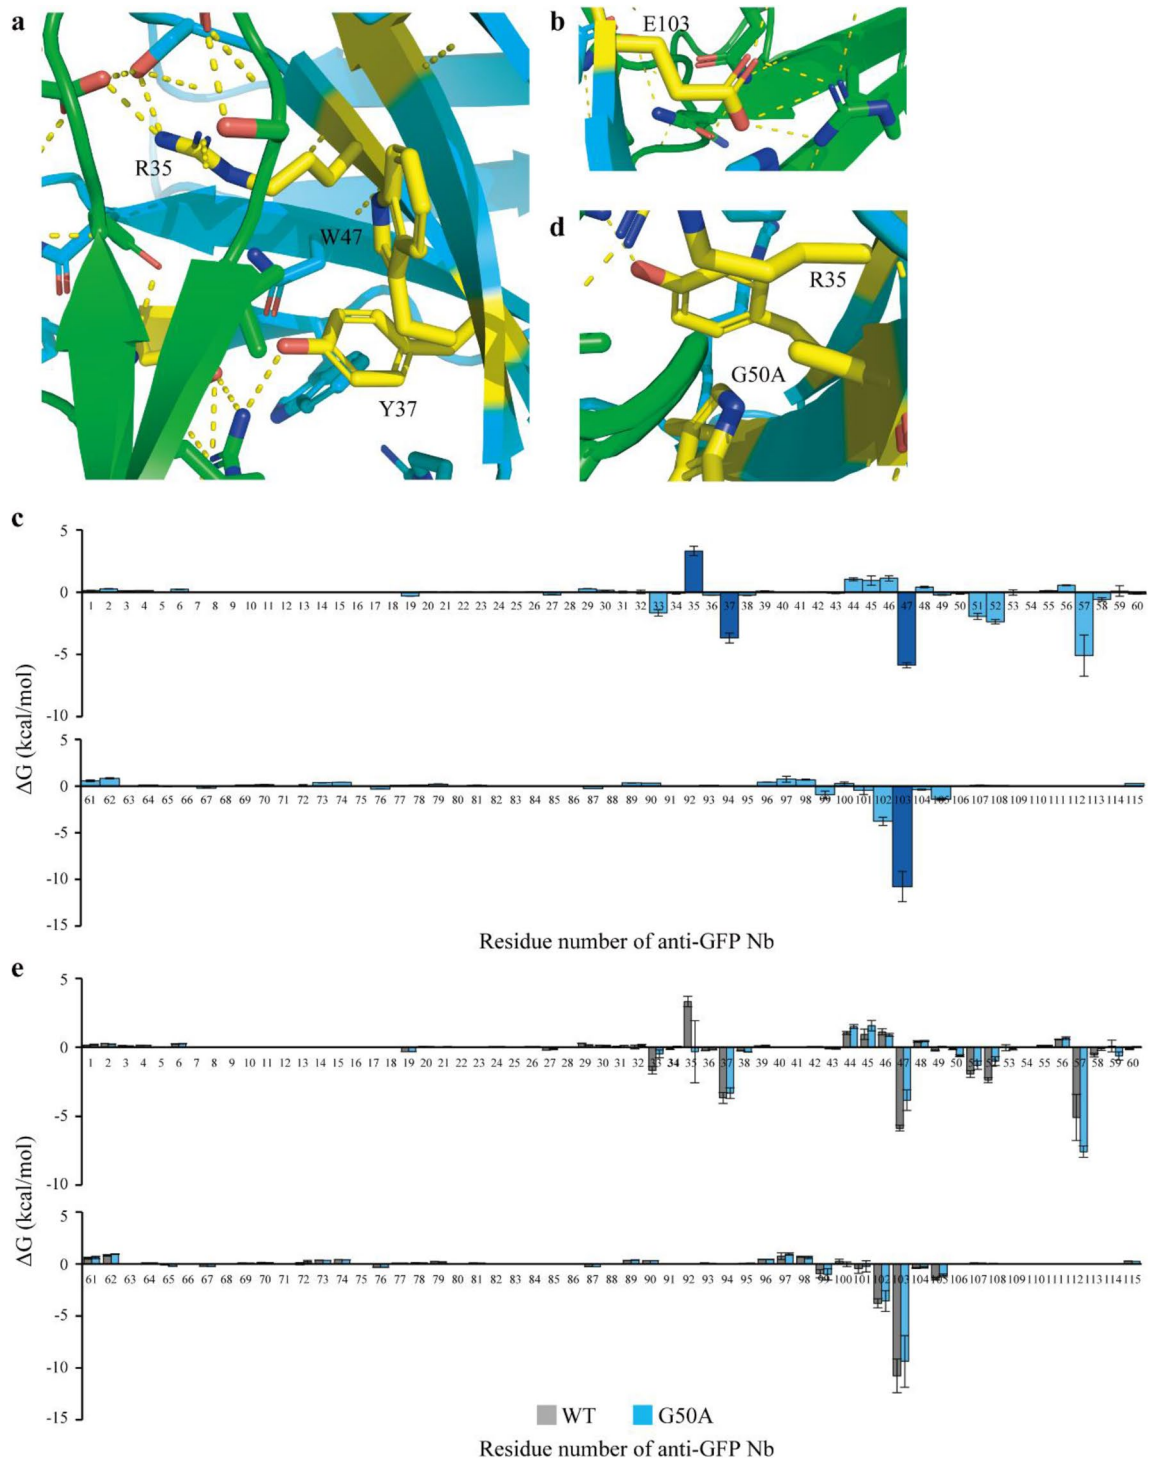 a
R35
W47
Y37
b
E103
d
R35
G50A
c
5
0
1 2 3 4 5 6 7 8 9 10 11 12 13 14 15 16 17 18 19 20 21 22 23 24 25 26 27 28 29 30 31 32 33 34 35 36 37 38 39 40 41 42 43 44 45 46 47 48 49 50 51 52 53 54 55 56 57 58 59 60
-5
-10
ΔG (kcal/mol)
5
0
61 62 63 64 65 66 67 68 69 70 71 72 73 74 75 76 77 78 79 80 81 82 83 84 85 86 87 88 89 90 91 92 93 94 95 96 97 98 99 100 101 102 103 104 105 106 107 108 109 110 111 112 113 114 115
-5
-10
-15
Residue number of anti-GFP Nb
e
5
0
1 2 3 4 5 6 7 8 9 10 11 12 13 14 15 16 17 18 19 20 21 22 23 24 25 26 27 28 29 30 31 32 33 34 35 36 37 38 39 40 41 42 43 44 45 46 47 48 49 50 51 52 53 54 55 56 57 58 59 60
-5
-10
ΔG (kcal/mol)
5
0
61 62 63 64 65 66 67 68 69 70 71 72 73 74 75 76 77 78 79 80 81 82 83 84 85 86 87 88 89 90 91 92 93 94 95 96 97 98 99 100 101 102 103 104 105 106 107 108 109 110 111 112 113 114 115
-5
-10
-15
WT G50A
Residue number of anti-GFP Nb